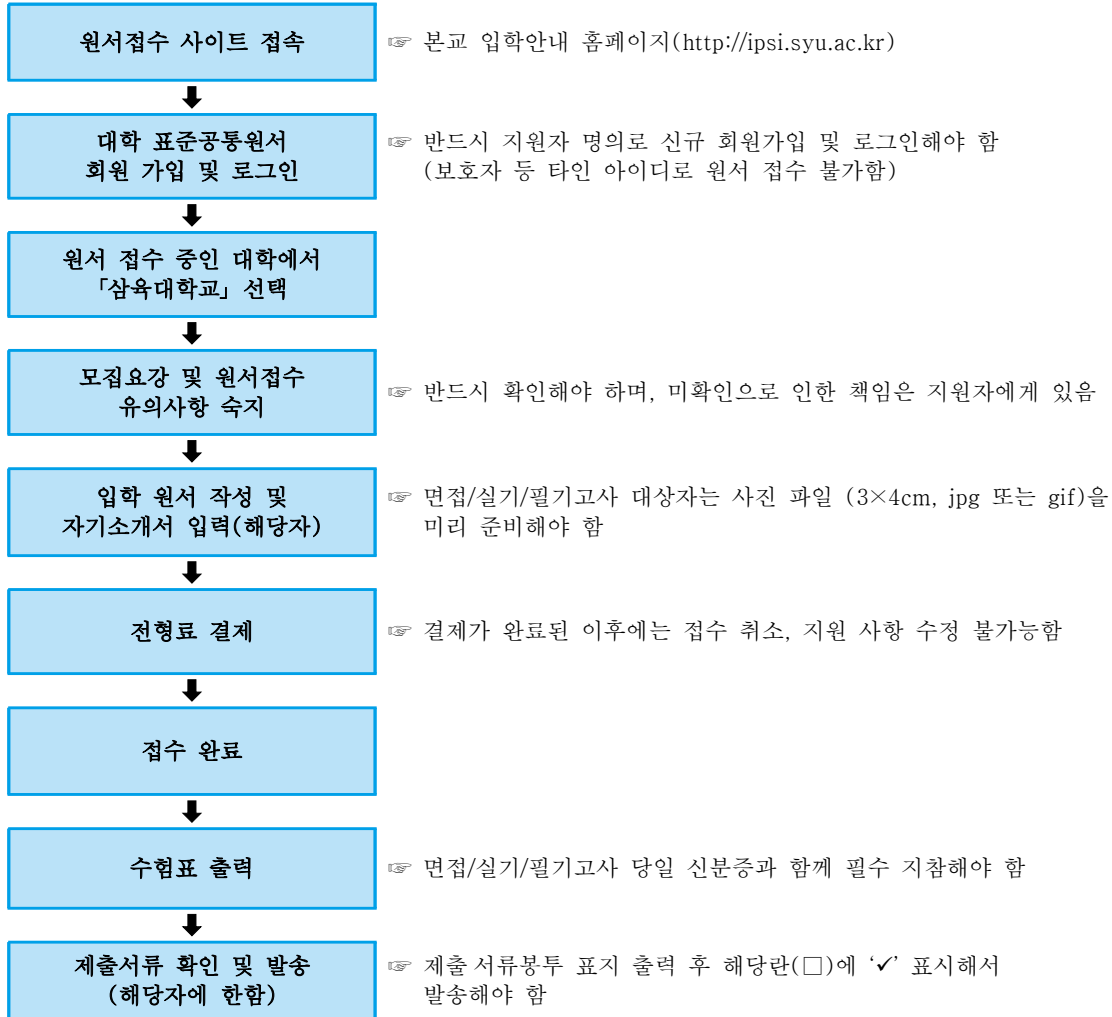 원서접수 사이트 접속
☞ 본교 입학안내 홈페이지(http://ipsi.syu.ac.kr)
대학 표준공통원서
회원 가입 및 로그인
☞ 반드시 지원자 명의로 신규 회원가입 및 로그인해야 함
(보호자 등 타인 아이디로 원서 접수 불가함)
원서 접수 중인 대학에서
「삼육대학교」 선택
모집요강 및 원서접수
유의사항 숙지
☞ 반드시 확인해야 하며, 미확인으로 인한 책임은 지원자에게 있음
입학 원서 작성 및
자기소개서 입력(해당자)
☞ 면접/실기/필기고사 대상자는 사진 파일 (3×4cm, jpg 또는 gif)을
미리 준비해야 함
전형료 결제
☞ 결제가 완료된 이후에는 접수 취소, 지원 사항 수정 불가능함
접수 완료
수험표 출력
☞ 면접/실기/필기고사 당일 신분증과 함께 필수 지참해야 함
제출서류 확인 및 발송
(해당자에 한함)
☞ 제출 서류봉투 표지 출력 후 해당란(□)에 ‘✓’ 표시해서
발송해야 함